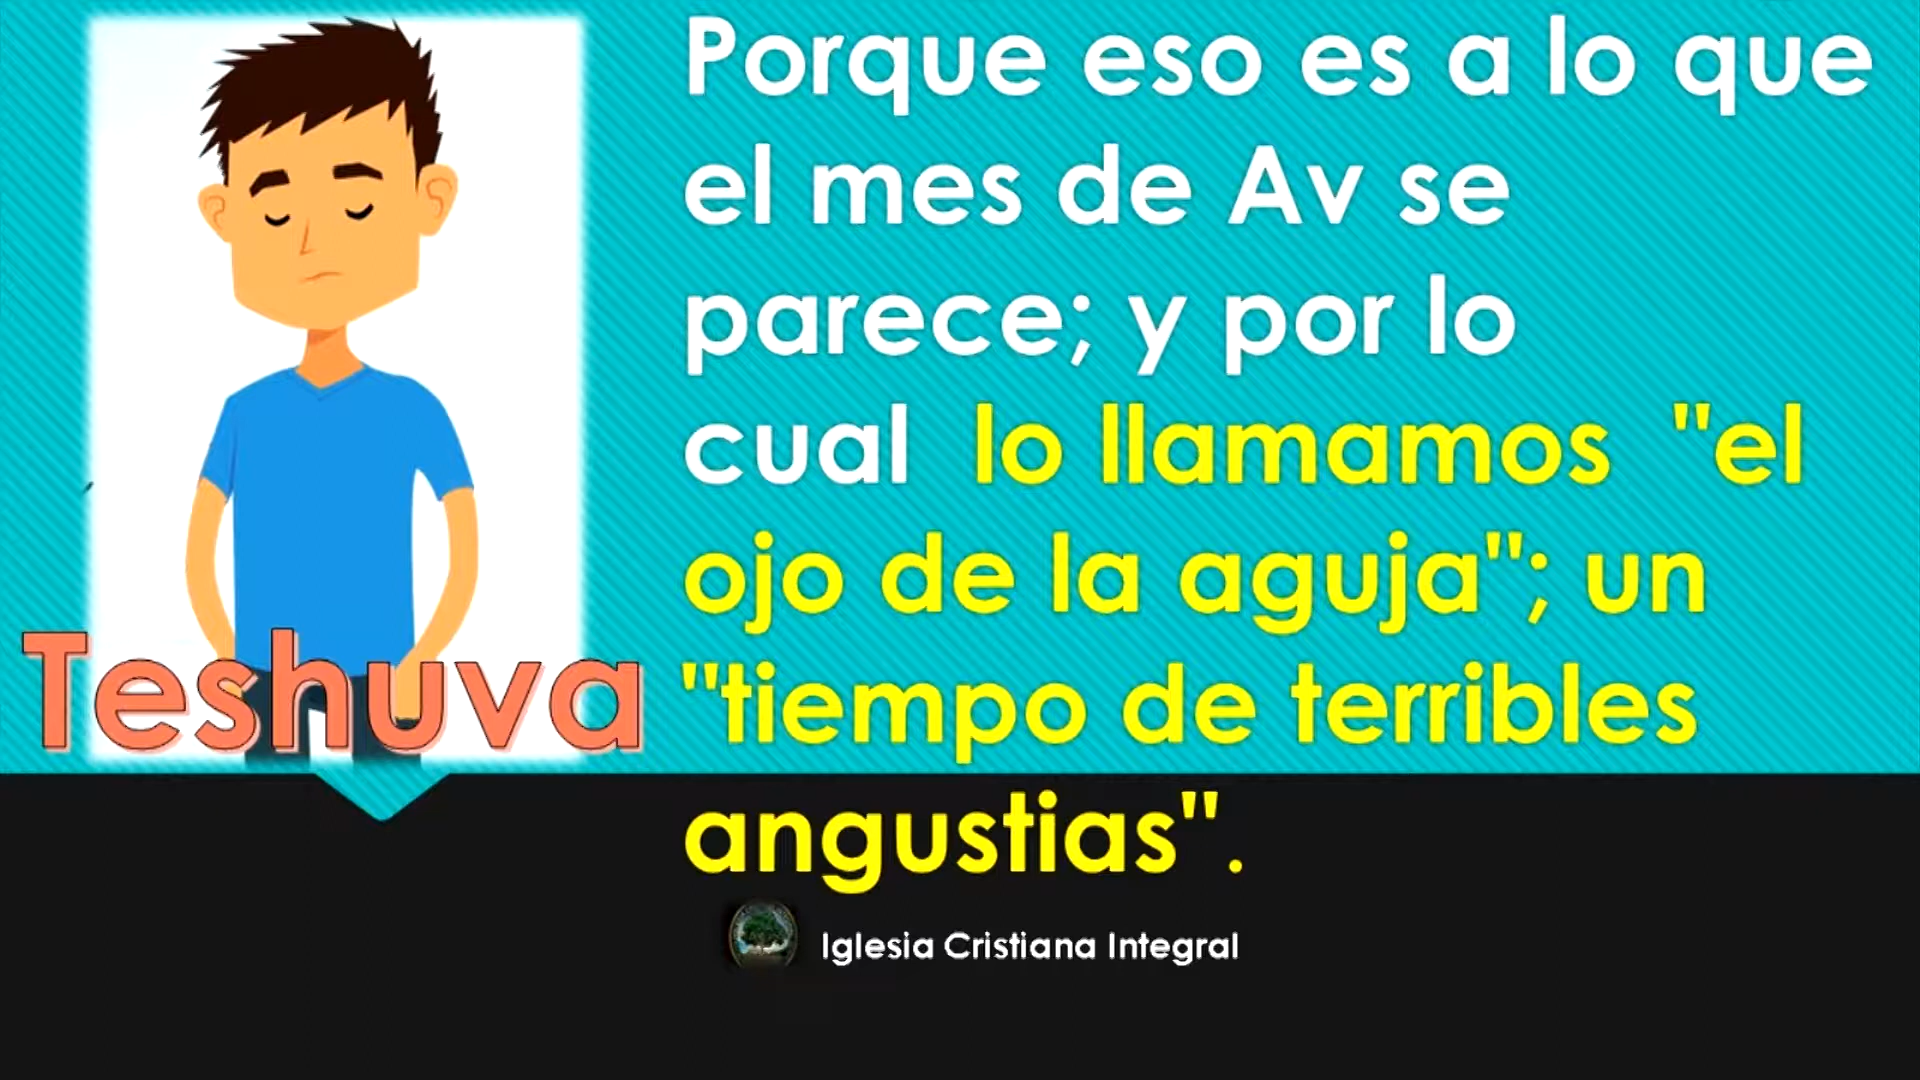 Porque eso es a lo que
el mes de Av se
parece; y por lo
cual lo llamamos "el
ojo de la aguja"; un
"tiempo de terribles
angustias".
Teshuva
Iglesia Cristiana Integral